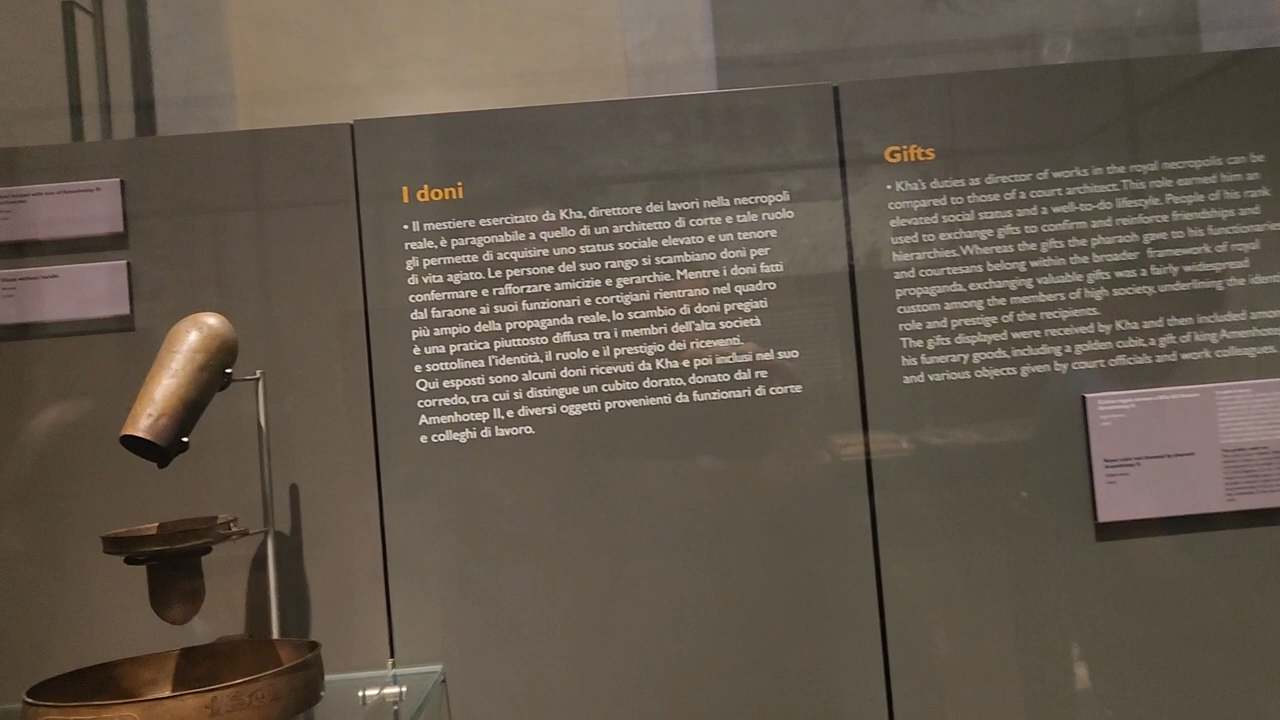 I doni
• Il mestiere esercitato da Kha, direttore dei lavori nella necropoli
reale, è paragonabile a quello di un architetto di corte e tale ruolo
gli permette di acquisire uno status sociale elevato e un tenore
di vita agiato. Le persone del suo rango si scambiano doni per
confermare e rafforzare amicizie e gerarchie. Mentre i doni fatti
dal faraone ai suoi funzionari e cortigiani rientrano nel quadro
più ampio della propaganda reale, lo scambio di doni pregiati
è una pratica piuttosto diffusa tra i membri dell'alta società
e sottolinea l'identità, il ruolo e il prestigio dei riceventi.
Qui esposti sono alcuni doni ricevuti da Kha e poi inclusi nel suo
corredo, tra cui si distingue un cubito dorato, donato dal re
Amenhotep II, e diversi oggetti provenienti da funzionari di corte
e colleghi di lavoro.
Gifts
• Kha's duties as director of works in the royal necropolis can be
compared to those of a court architect. This role earned him an
elevated social status and a well-to-do lifestyle. People of his rank
used to exchange gifts to confirm and reinforce friendships and
hierarchies. Whereas the gifts the pharaoh gave to his functionaries
and courtesans belong within the broader framework of royal
propaganda, exchanging valuable gifts was a fairly widespread
custom among the members of high society, underlining the
role and prestige of the recipients.
The gifts displayed were received by Kha and then included
his funerary goods, including a golden cubit, a gift of king
and various objects given by court officials and work colleagues.